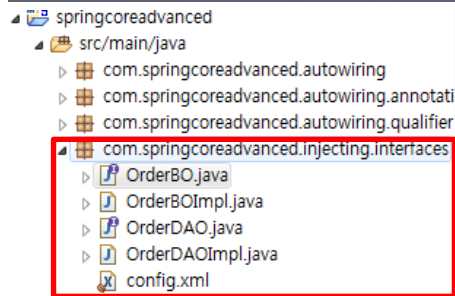 springcoreadvanced
src/main/java
com.springcoreadvanced.autowiring
com.springcoreadvanced.autowiring.annotati
com.springcoreadvanced.autowiring.qualifier
com.springcoreadvanced.injecting.interfaces
OrderBO.java
OrderBOImpl.java
OrderDAO.java
OrderDAOImpl.java
config.xml